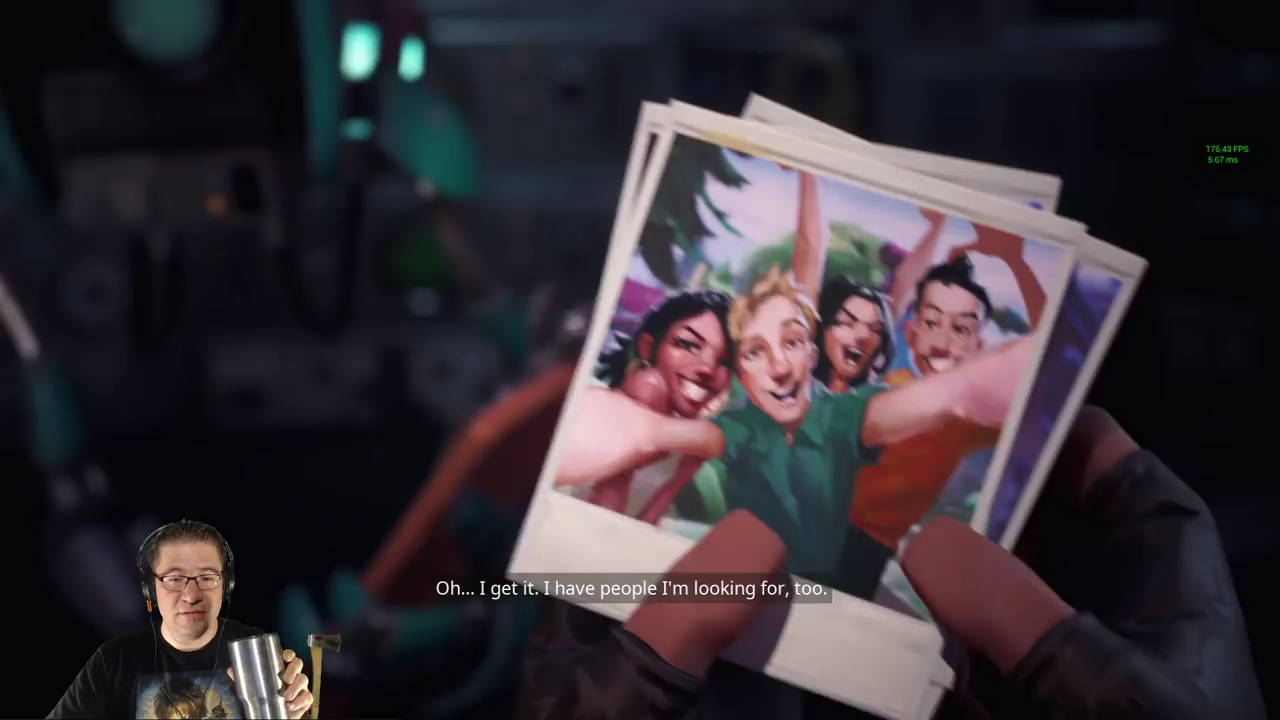 176.43 FPS
5.67 ms
Oh... I get it. I have people I'm looking for, too.